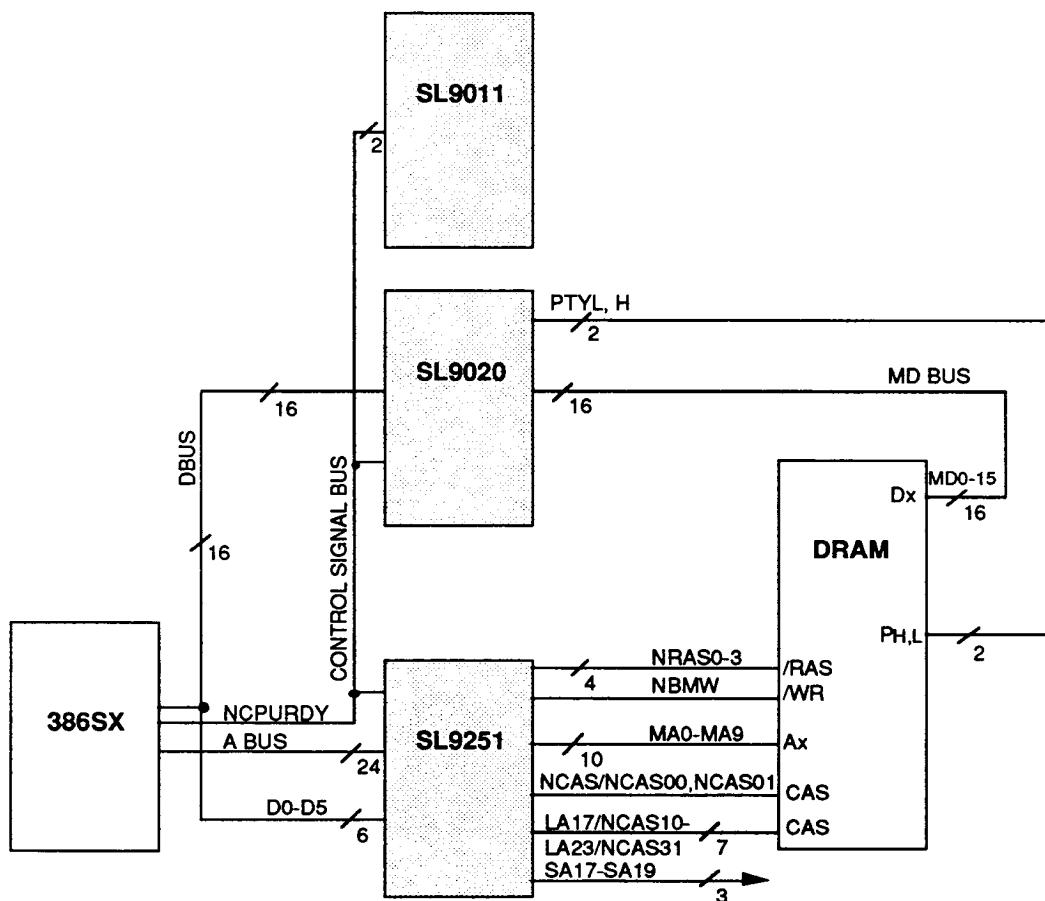 SL9011
2
PTYL, H
2
SL9020
MD BUS
16
16
DBUS
CONTROL SIGNAL BUS
MD0-15
Dx
16
16
DRAM
PH,L
2
NRAS0-3
/RAS
4
NBMW
/WR
386SX
NCPURDY
SL9251
A BUS
24
MA0-MA9
Ax
10
NCAS/NCAS00,NCAS01
CAS
D0-D5
6
LA17/NCAS10-
CAS
7
LA23/NCAS31
SA17-SA19
3